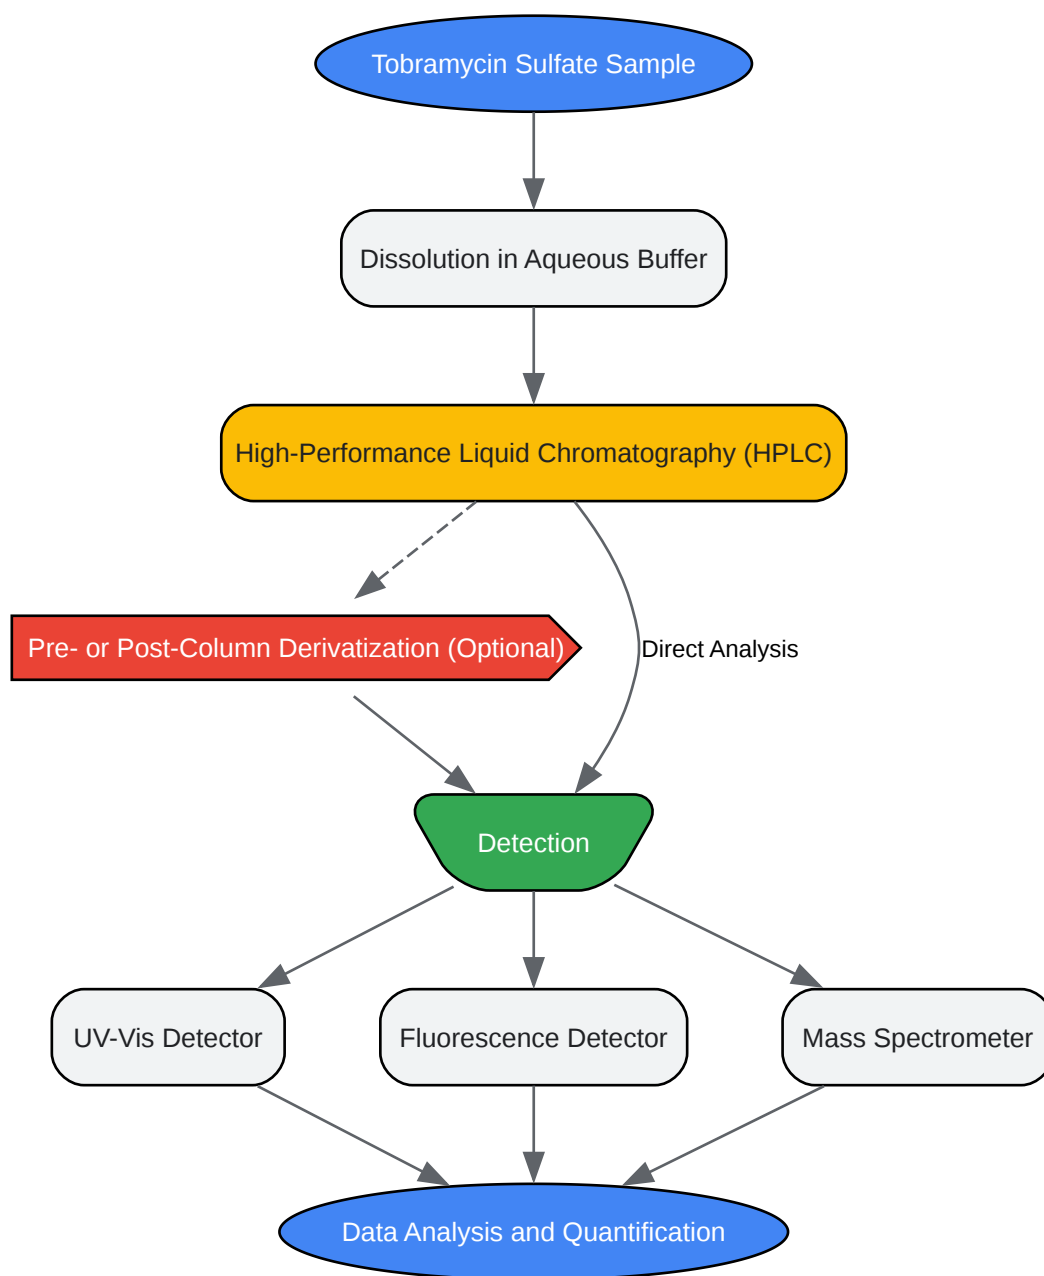 Tobramycin Sulfate Sample
Dissolution in Aqueous Buffer
High-Performance Liquid Chromatography (HPLC)
Pre- or Post-Column Derivatization (Optional)
Direct Analysis
Detection
UV-Vis Detector
Fluorescence Detector
Mass Spectrometer
Data Analysis and Quantification